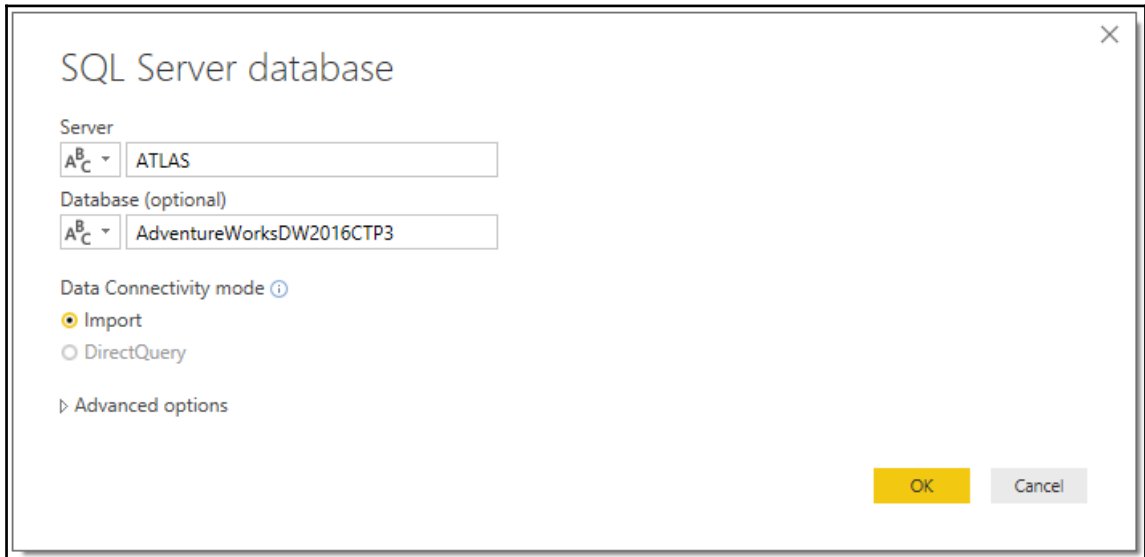 SQL Server database
Server
ABC ATLAS
Database (optional)
ABC AdventureWorksDW2016CTP3
Data Connectivity mode
Import
DirectQuery
Advanced options
OK Cancel